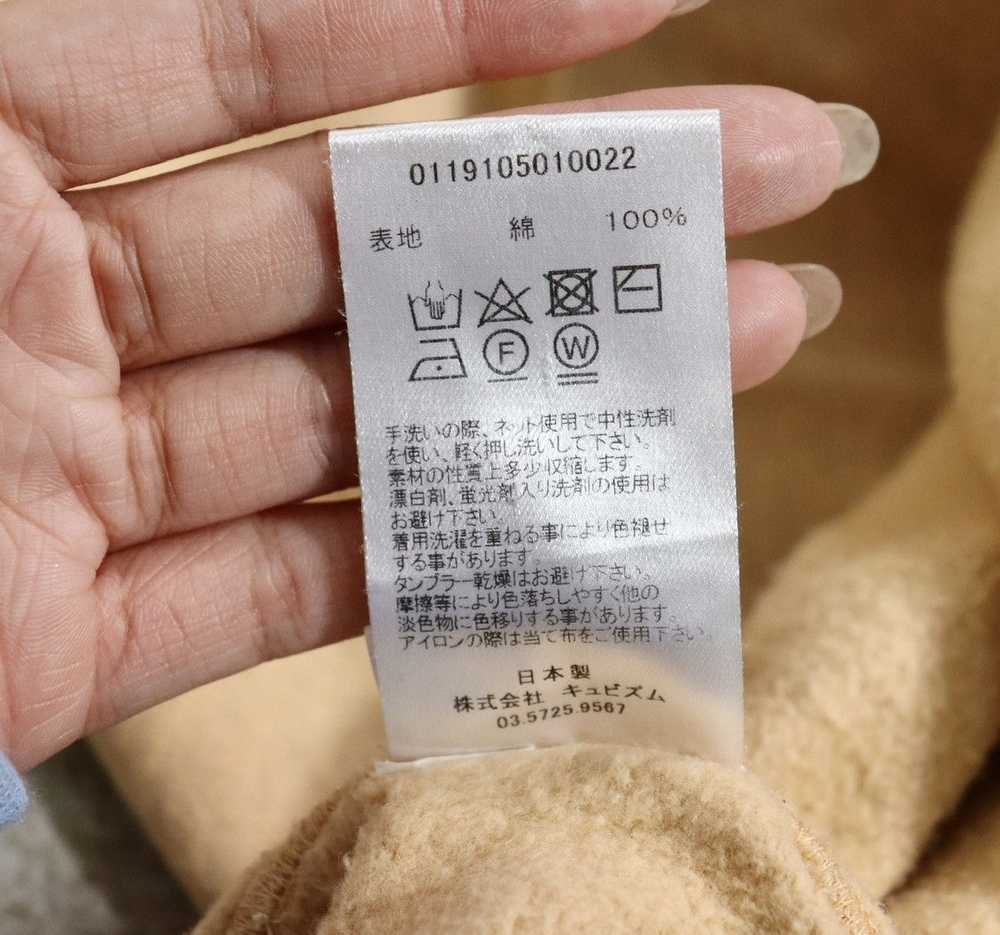 0119105010022
表地 綿 100%
F W
手洗いの際、ネット使用で中性洗剤
を使い、軽く押し洗いして下さい。
素材の性質上多少収縮します。
漂白剤、蛍光剤入り洗剤の使用は
お避け下さい。
着用洗濯を重ねる事により色褪せ
する事があります。
タンブラー乾燥はお避け下さい。
摩擦等により色落ちしやすく他の
淡色物に色移りする事があります。
アイロンの際は当て布をご使用下さい。
日本製
株式会社 キュビズム
03.5725.9567